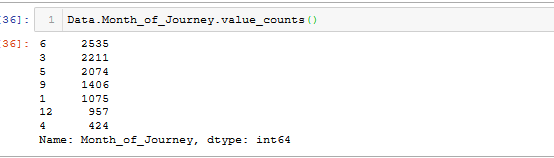 [36]: 1 Data.Month_of_Journey.value_counts()
[36]: 6 2535
3 2211
5 2074
9 1406
1 1075
12 957
4 424
Name: Month_of_Journey, dtype: int64